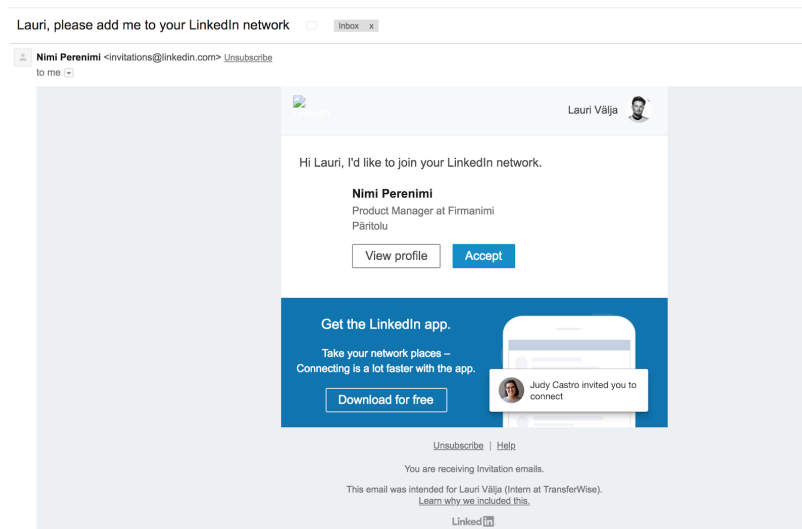 Lauri, please add me to your LinkedIn network
Inbox x
Nimi Perenimi <invitations@linkedin.com> Unsubscribe
to me
Lauri Välja
Hi Lauri, I'd like to join your LinkedIn network.
Nimi Perenimi
Product Manager at Firmanimi
Päritolu
View profile
Accept
Get the LinkedIn app.
Take your network places –
Connecting is a lot faster with the app.
Download for free
Judy Castro invited you to
connect
Unsubscribe | Help
You are receiving Invitation emails.
This email was intended for Lauri Välja (Intern at TransferWise).
Learn why we included this.
Linked in